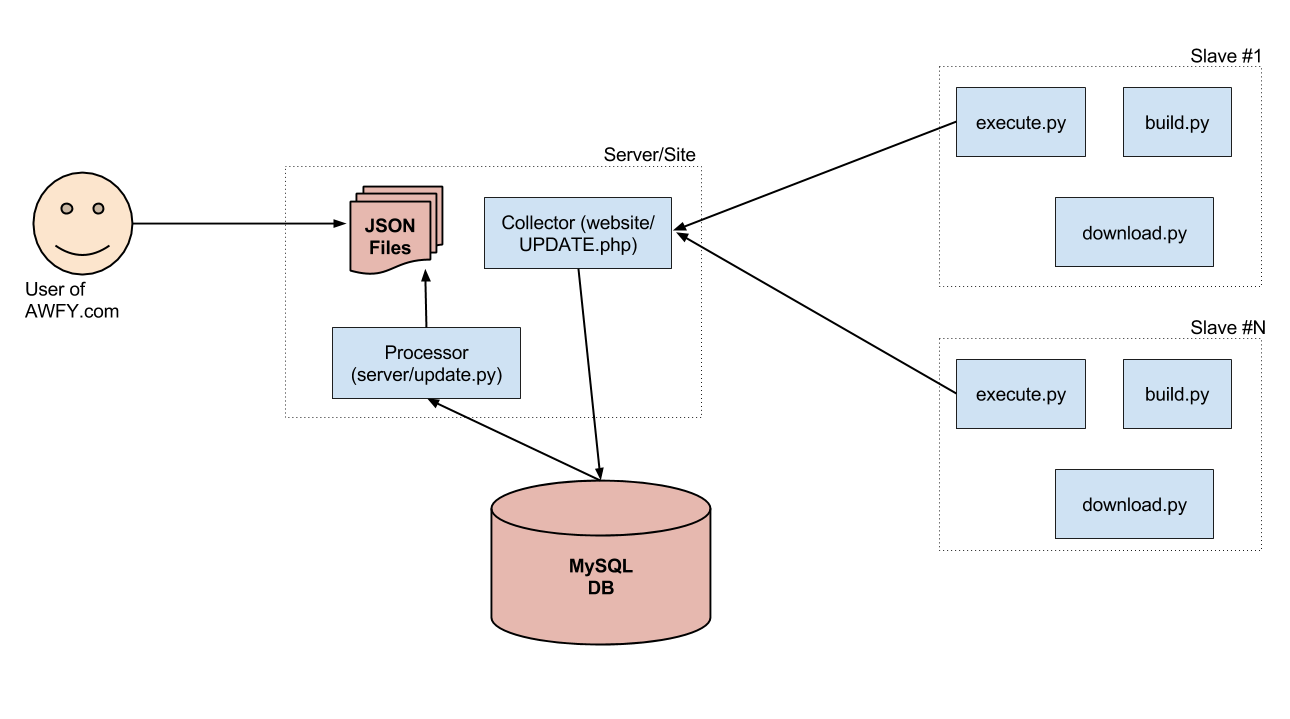 Slave #1
execute.py
build.py
download.py
Server/Site
JSON
Files
Collector (website/
UPDATE.php)
User of
AWFY.com
Processor
(server/update.py)
Slave #N
execute.py
build.py
download.py
MySQL
DB